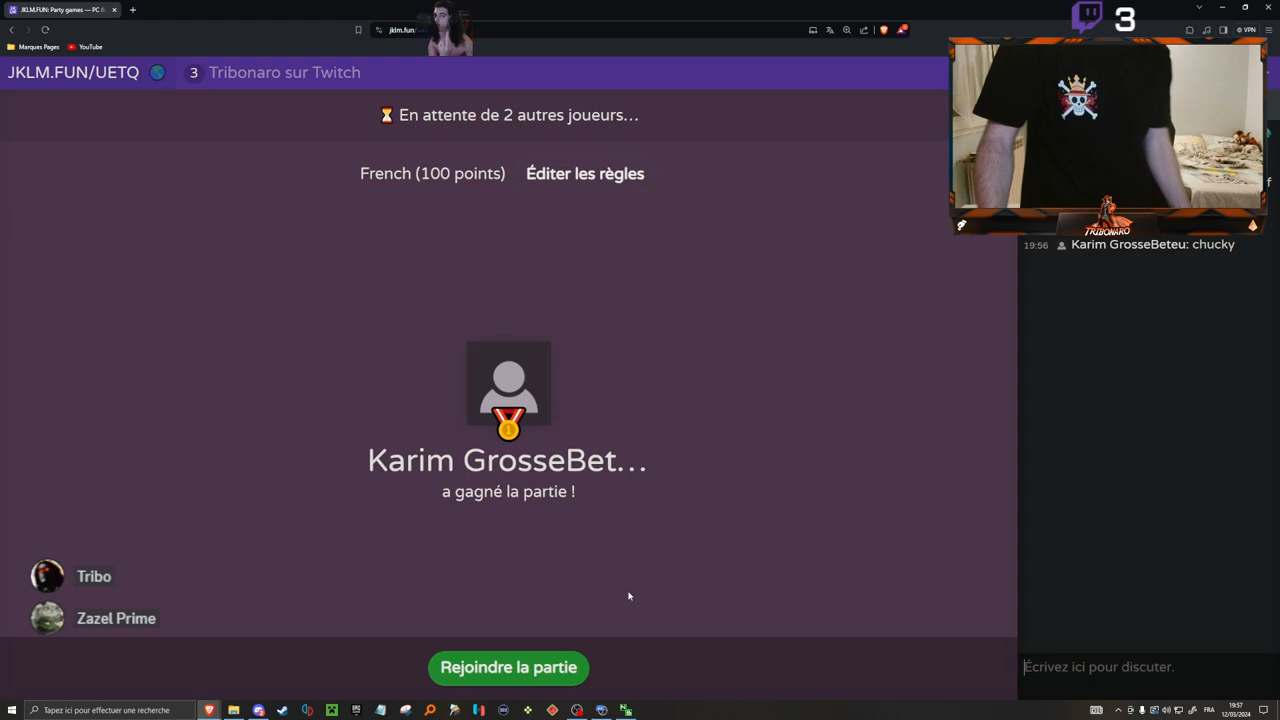 JKLM.FUN: Party games — PC &
jklm.fun/
VPN
Marques Pages
YouTube
3
JKLM.FUN/UETQ
3 Tribonaro sur Twitch
En attente de 2 autres joueurs…
French (100 points) Éditer les règles
TRIBONARO
19:56 Karim GrosseBeteu: chucky
1
Karim GrosseBet…
a gagné la partie !
Tribo
Zazel Prime
Rejoindre la partie
Écrivez ici pour discuter.
Tapez ici pour effectuer une recherche
FRA
19:57
12/03/2024